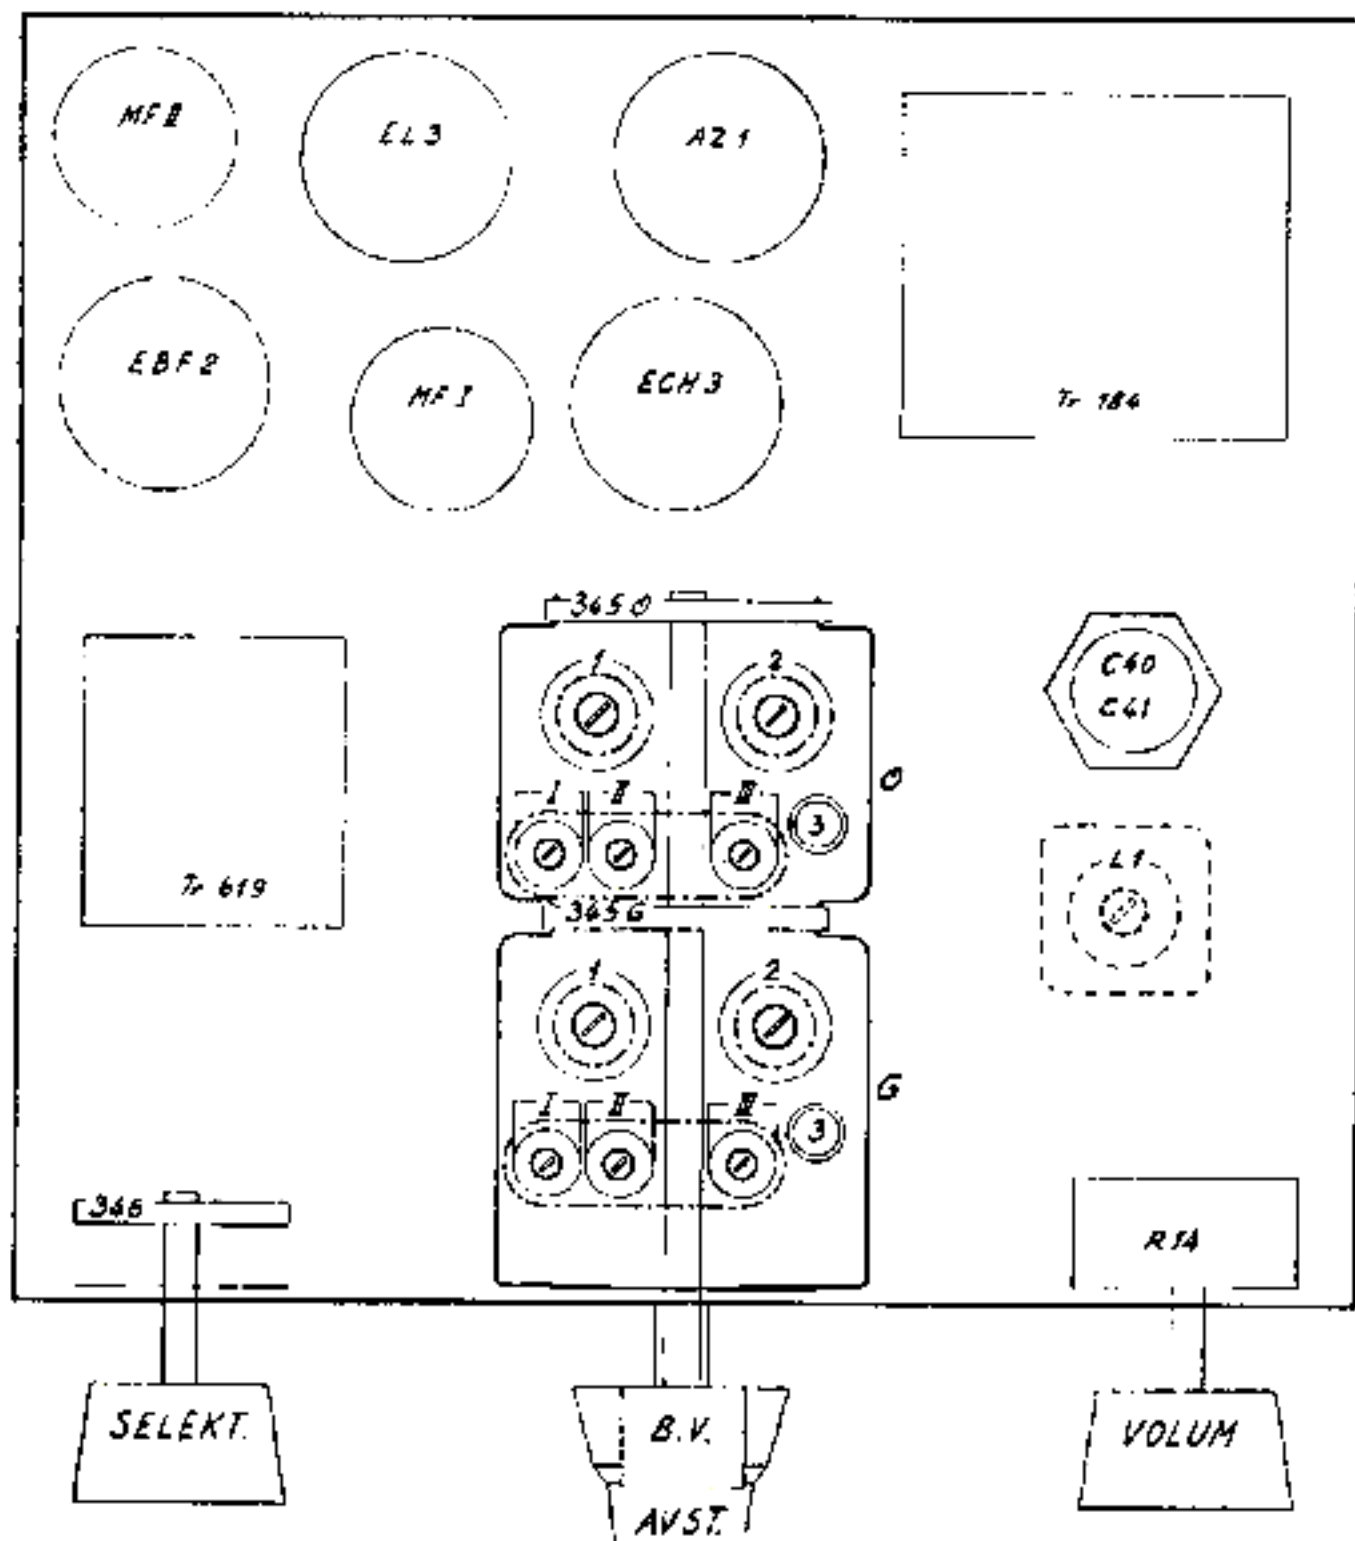 MF II
EL3
AZ1
EBF2
MF I
ECH3
Tr 184
345 O
1
2
C40
C41
I
II
III
3
O
L1
Tr 619
345 G
1
2
G
I
II
III
3
346
R14
SELEKT.
B.V.
VOLUM
AVST.